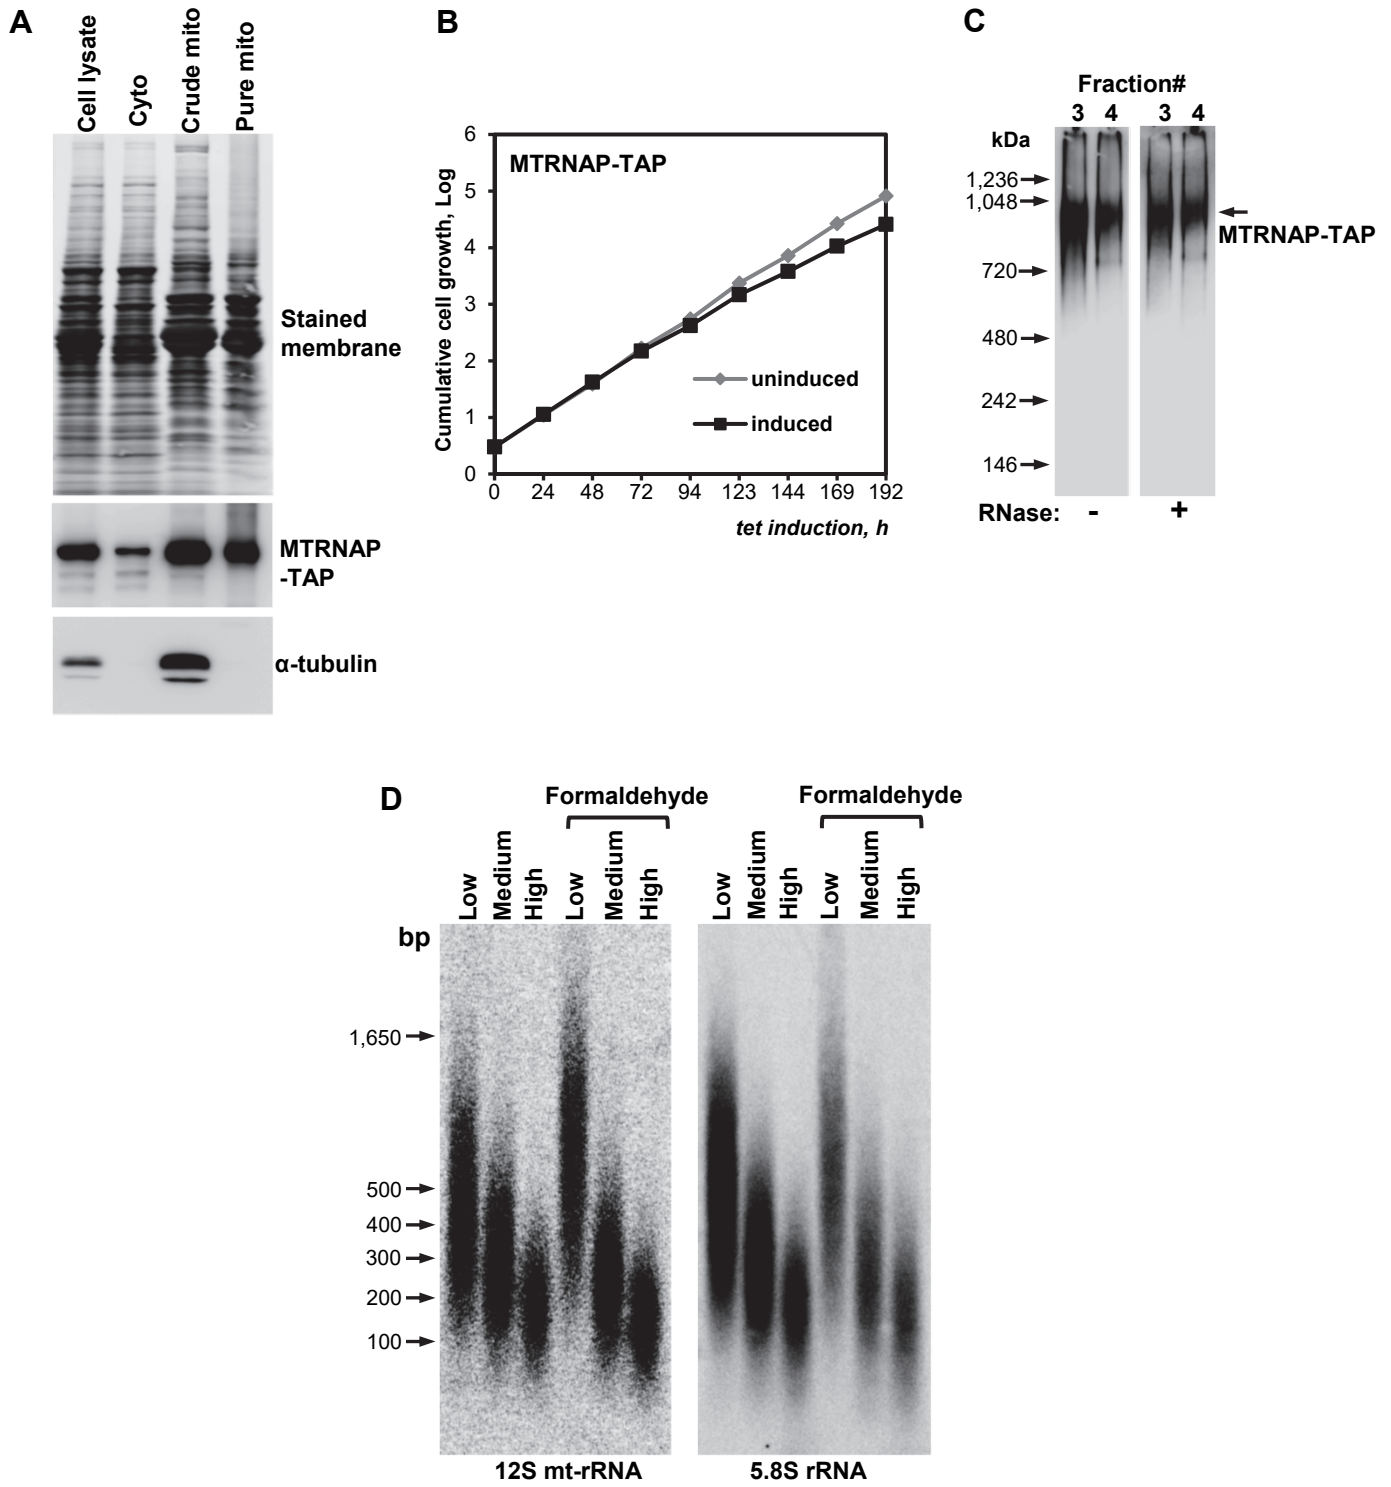 A
Cell lysate
Cyto
Crude mito
Pure mito
Stained
membrane
MTRNAP
-TAP
α-tubulin
B
MTRNAP-TAP
Cumulative cell growth, Log
6
5
4
3
2
1
0
uninduced
induced
0 24 48 72 94 123 144 169 192
tet induction, h
C
Fraction#
3 4 3 4
kDa
1,236
1,048
MTRNAP-TAP
720
480
242
146
RNase: - +
D
Formaldehyde Formaldehyde
Low Medium High Low Medium High Low Medium High Low Medium High
bp
1,650
500
400
300
200
100
12S mt-rRNA 5.8S rRNA